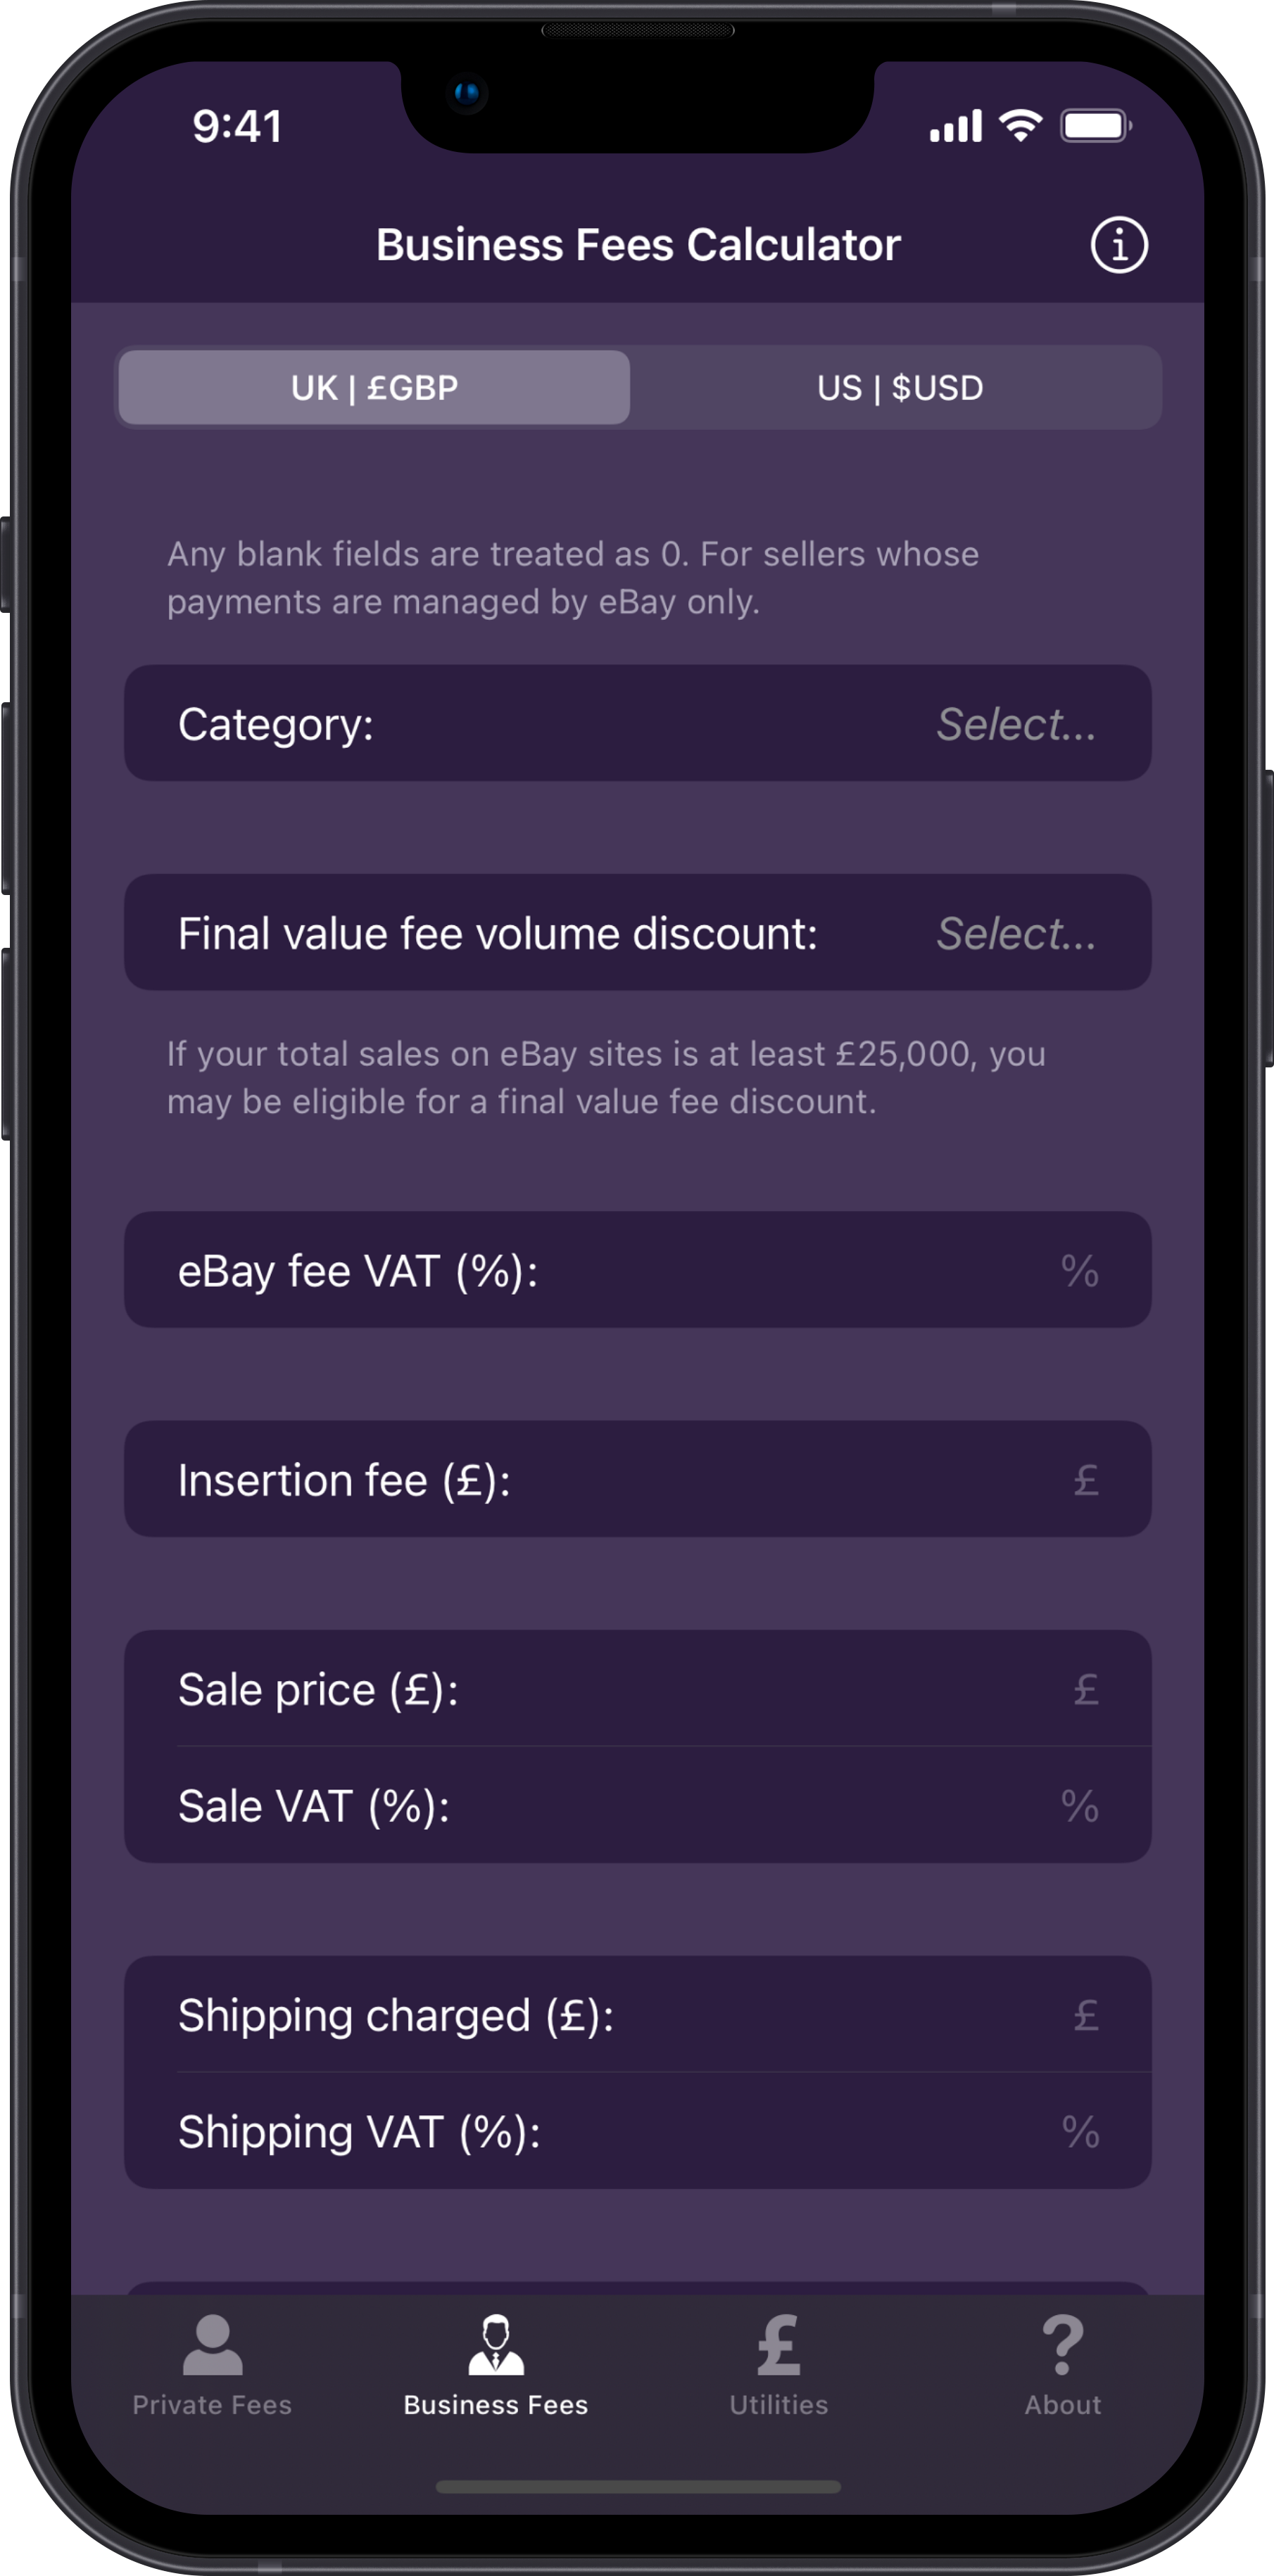 9:41
Business Fees Calculator
UK | £GBP
US | $USD
Any blank fields are treated as 0. For sellers whose
payments are managed by eBay only.
Category:
Select...
Final value fee volume discount:
Select...
If your total sales on eBay sites is at least £25,000, you
may be eligible for a final value fee discount.
eBay fee VAT (%):
%
Insertion fee (£):
£
Sale price (£):
£
Sale VAT (%):
%
Shipping charged (£):
£
Shipping VAT (%):
%
Private Fees
Business Fees
Utilities
About